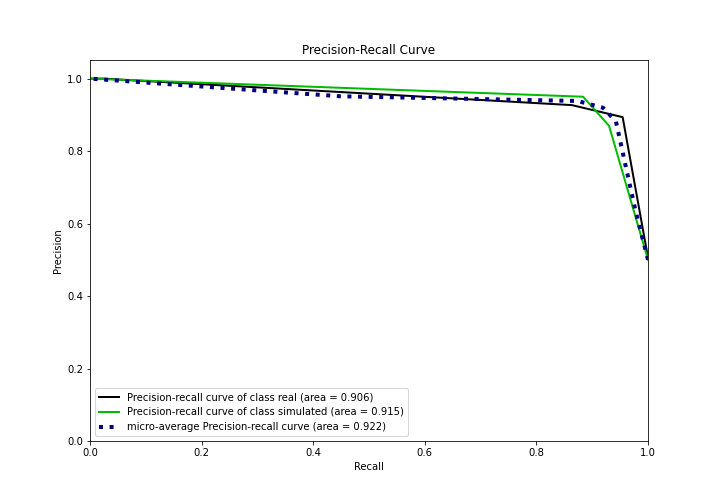 Precision-Recall Curve
1.0
0.8
0.6
0.4
0.2
0.0
Precision
Precision-recall curve of class real (area = 0.906)
Precision-recall curve of class simulated (area = 0.915)
micro-average Precision-recall curve (area = 0.922)
0.0 0.2 0.4 0.6 0.8 1.0
Recall